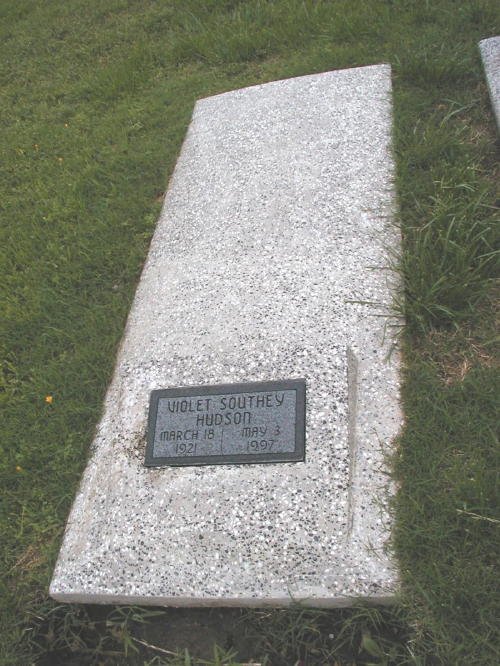 VIOLET SOUTHEY
HUDSON
MARCH 18 MAY 3
1921 1997